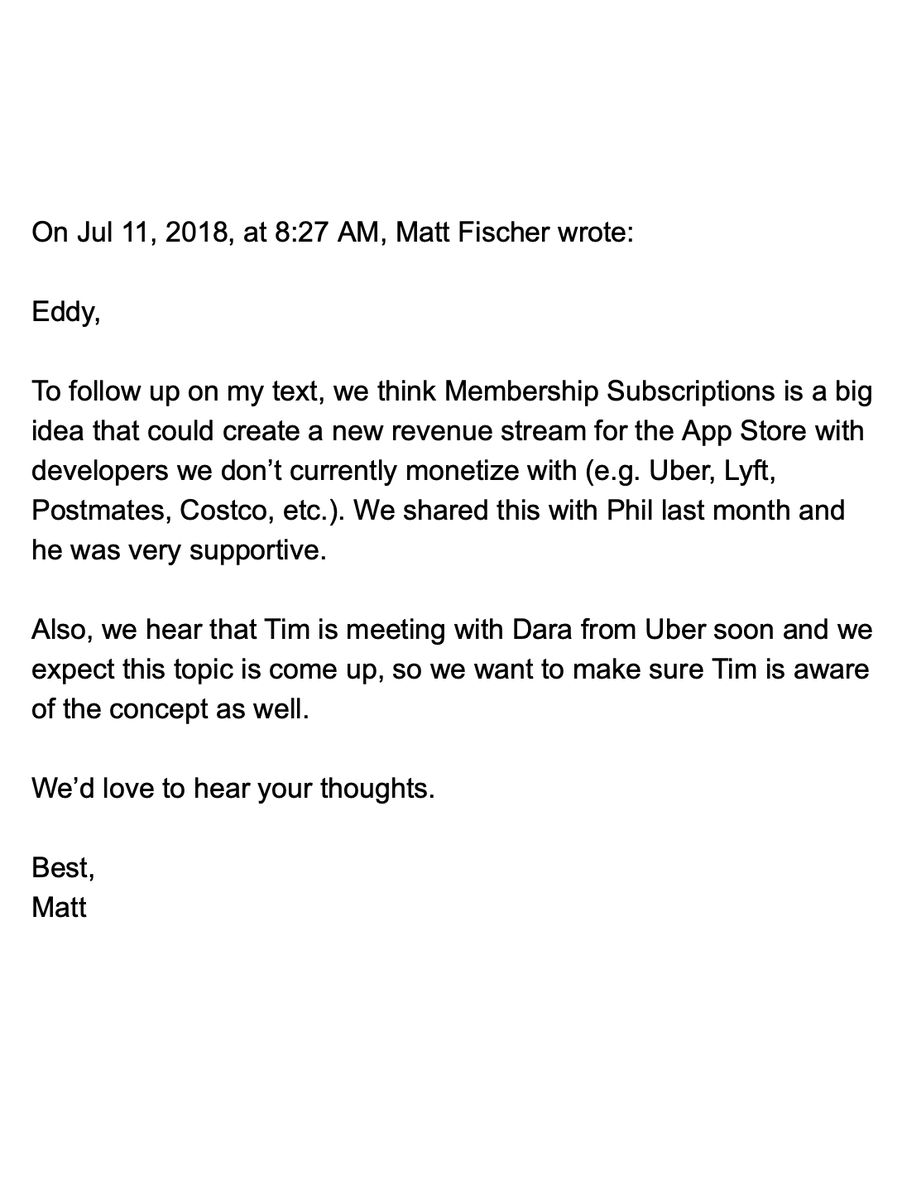 On Jul 11, 2018, at 8:27 AM, Matt Fischer wrote:
Eddy,
To follow up on my text, we think Membership Subscriptions is a big
idea that could create a new revenue stream for the App Store with
developers we don’t currently monetize with (e.g. Uber, Lyft,
Postmates, Costco, etc.). We shared this with Phil last month and
he was very supportive.
Also, we hear that Tim is meeting with Dara from Uber soon and we
expect this topic is come up, so we want to make sure Tim is aware
of the concept as well.
We’d love to hear your thoughts.
Best,
Matt